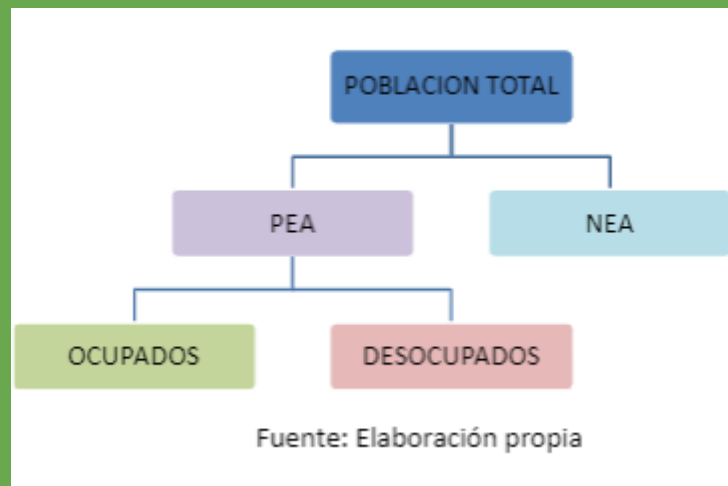 POBLACION TOTAL
PEA
NEA
OCUPADOS
DESOCUPADOS
Fuente: Elaboración propia